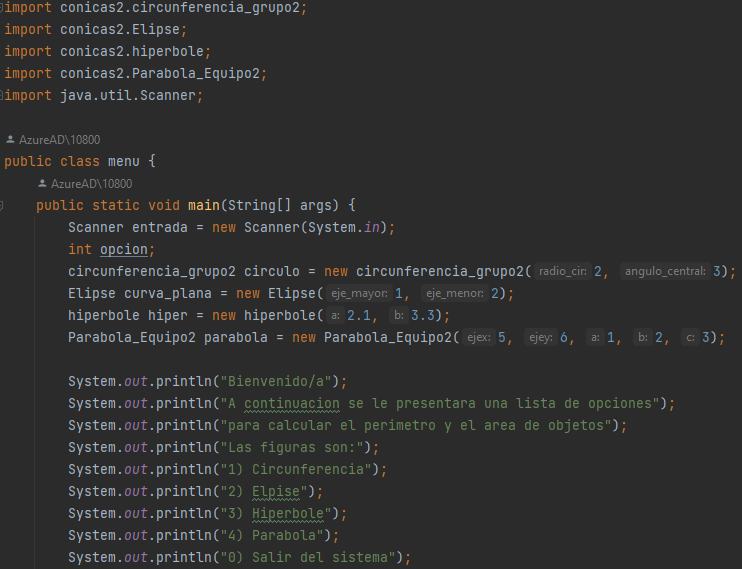 import conicas2.circunferencia_grupo2;
import conicas2.Elipse;
import conicas2.hiperbole;
import conicas2.Parabola_Equipo2;
import java.util.Scanner;
AzureAD\10800
public class menu {
AzureAD\10800
public static void main(String[] args) {
Scanner entrada = new Scanner(System.in);
int opcion;
circunferencia_grupo2 circulo = new circunferencia_grupo2( radio_cir: 2, angulo_central: 3);
Elipse curva_plana = new Elipse( eje_mayor: 1, eje_menor: 2);
hiperbole hiper = new hiperbole( a: 2.1, b: 3.3);
Parabola_Equipo2 parabola = new Parabola_Equipo2( ejex: 5, ejey: 6, a: 1, b: 2, c: 3);
System.out.println("Bienvenido/a");
System.out.println("A continuacion se le presentara una lista de opciones");
System.out.println("para calcular el perimetro y el area de objetos");
System.out.println("Las figuras son:");
System.out.println("1) Circunferencia");
System.out.println("2) Elpise");
System.out.println("3) Hiperbole");
System.out.println("4) Parabola");
System.out.println("0) Salir del sistema");